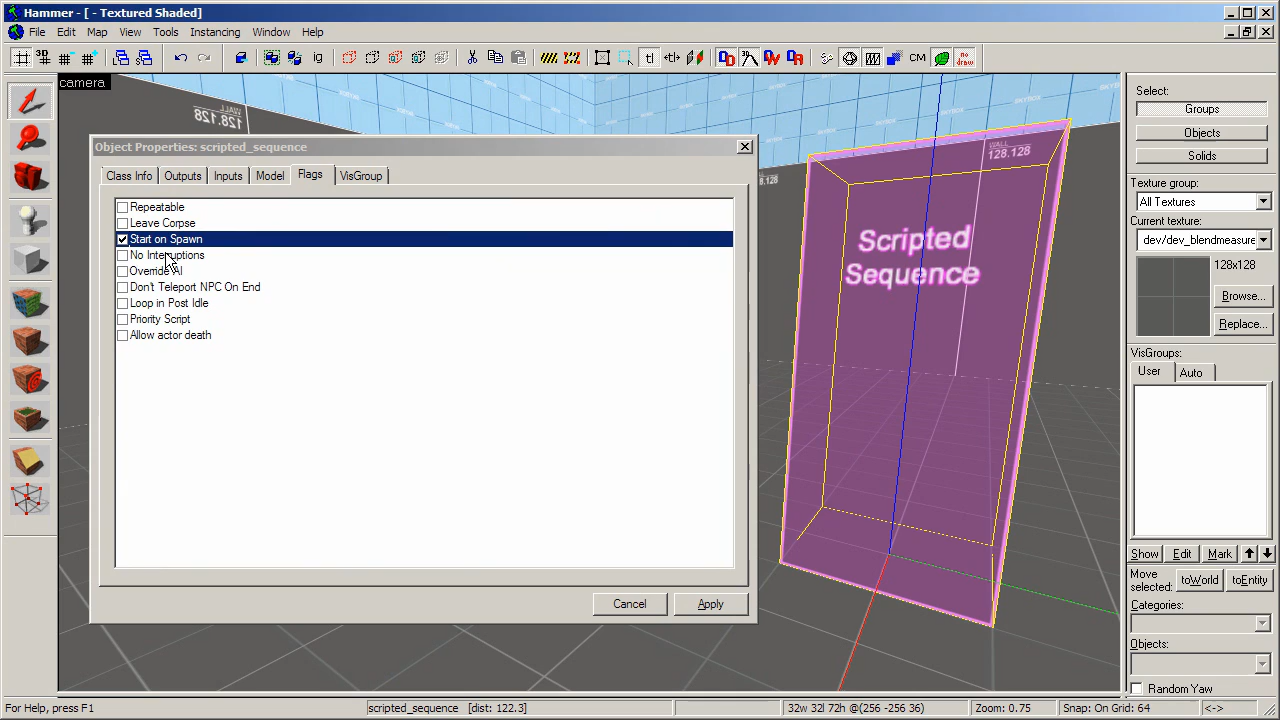 Hammer - [ - Textured Shaded]
File Edit Map View Tools Instancing Window Help
camera
Object Properties: scripted_sequence
Class Info Outputs Inputs Model Flags VisGroup
Repeatable
Leave Corpse
Start on Spawn
No Interruptions
Override AI
Don't Teleport NPC On End
Loop in Post Idle
Priority Script
Allow actor death
Cancel Apply
WALL
128.128
WALL
128.128
Scripted
Sequence
Select:
Groups
Objects
Solids
Texture group:
All Textures
Current texture:
dev/dev_blendmeasure
128x128
Browse...
Replace...
VisGroups:
User Auto
Show Edit Mark
Move
selected:
toWorld toEntity
Categories:
Objects:
Random Yaw
For Help, press F1 scripted_sequence [dist: 122.3] 32w 32l 72h @(256 -256 36) Zoom: 0.75 Snap: On Grid: 64 <->